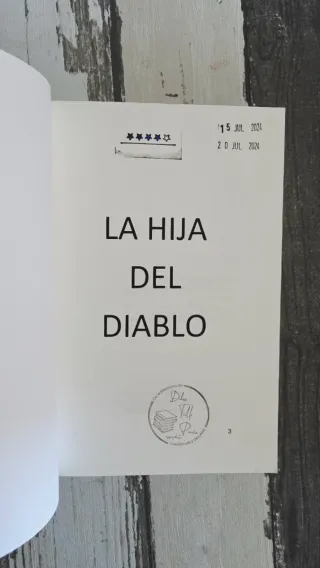 15 JUL 2024
20 JUL 2024
LA HIJA
DEL
DIABLO
3